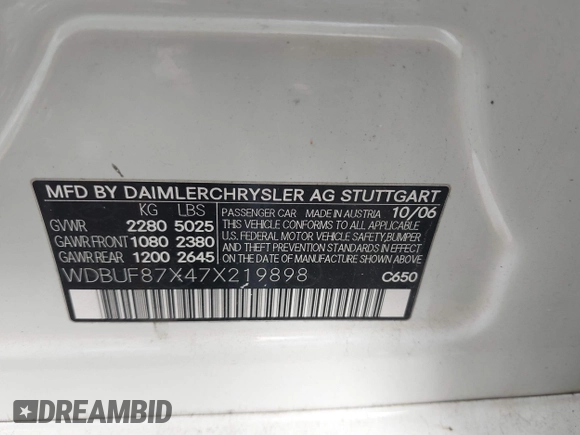 MFD BY DAIMLERCHRYSLER AG STUTTGART
KG LBS
GVWR 2280 5025
GAWR FRONT 1080 2380
GAWR REAR 1200 2645
PASSENGER CAR MADE IN AUSTRIA 10/06
THIS VEHICLE CONFORMS TO ALL APPLICABLE
U.S. FEDERAL MOTOR VEHICLE SAFETY, BUMPER
AND THEFT PREVENTION STANDARDS IN EFFECT
ON THE DATE OF MANUFACTURE SHOWN ABOVE.
WDBUF87X47X219898
C650
DREAMBID